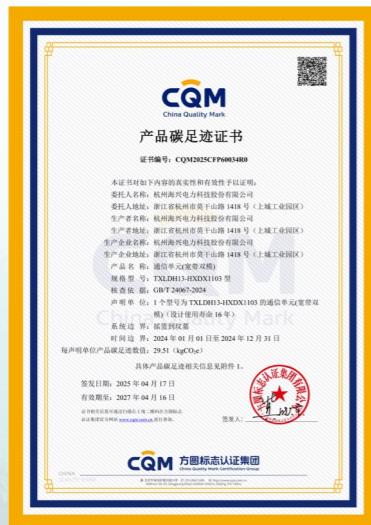 CQM
China Quality Mark
产品碳足迹证书
证书编号：CQM2025CFP60034R0
本证书对如下内容的真实性和有效性予以证明：
委托人名称：杭州海兴电力科技股份有限公司
委托人地址：浙江省杭州市莫干山路 1418 号（上城工业园区）
生产者名称：杭州海兴电力科技股份有限公司
生产者地址：浙江省杭州市莫干山路 1418 号（上城工业园区）
生产企业名称：杭州海兴电力科技股份有限公司
生产企业地址：浙江省杭州市莫干山路 1418 号（上城工业园区）
产品名称：通信单元(宽带双模)
规格型号：TXLDH13-HXDX1103 型
核查依据：GB/T 24067-2024
声明单位：1 个型号为 TXLDH13-HXDX1103 的通信单元(宽带双
模)（设计使用寿命 16 年）
系统边界：摇篮到坟墓
时间边界：2024 年 01 月 01 日至 2024 年 12 月 31 日
每声明单位产品碳足迹数值：29.51（kgCO₂e）
具体产品碳足迹相关信息见附件 1。
签发日期：2025 年 04 月 17 日
有效期至：2027 年 04 月 16 日
签发人：
CQM 方圆标志认证集团
China Quality Mark Certification Group